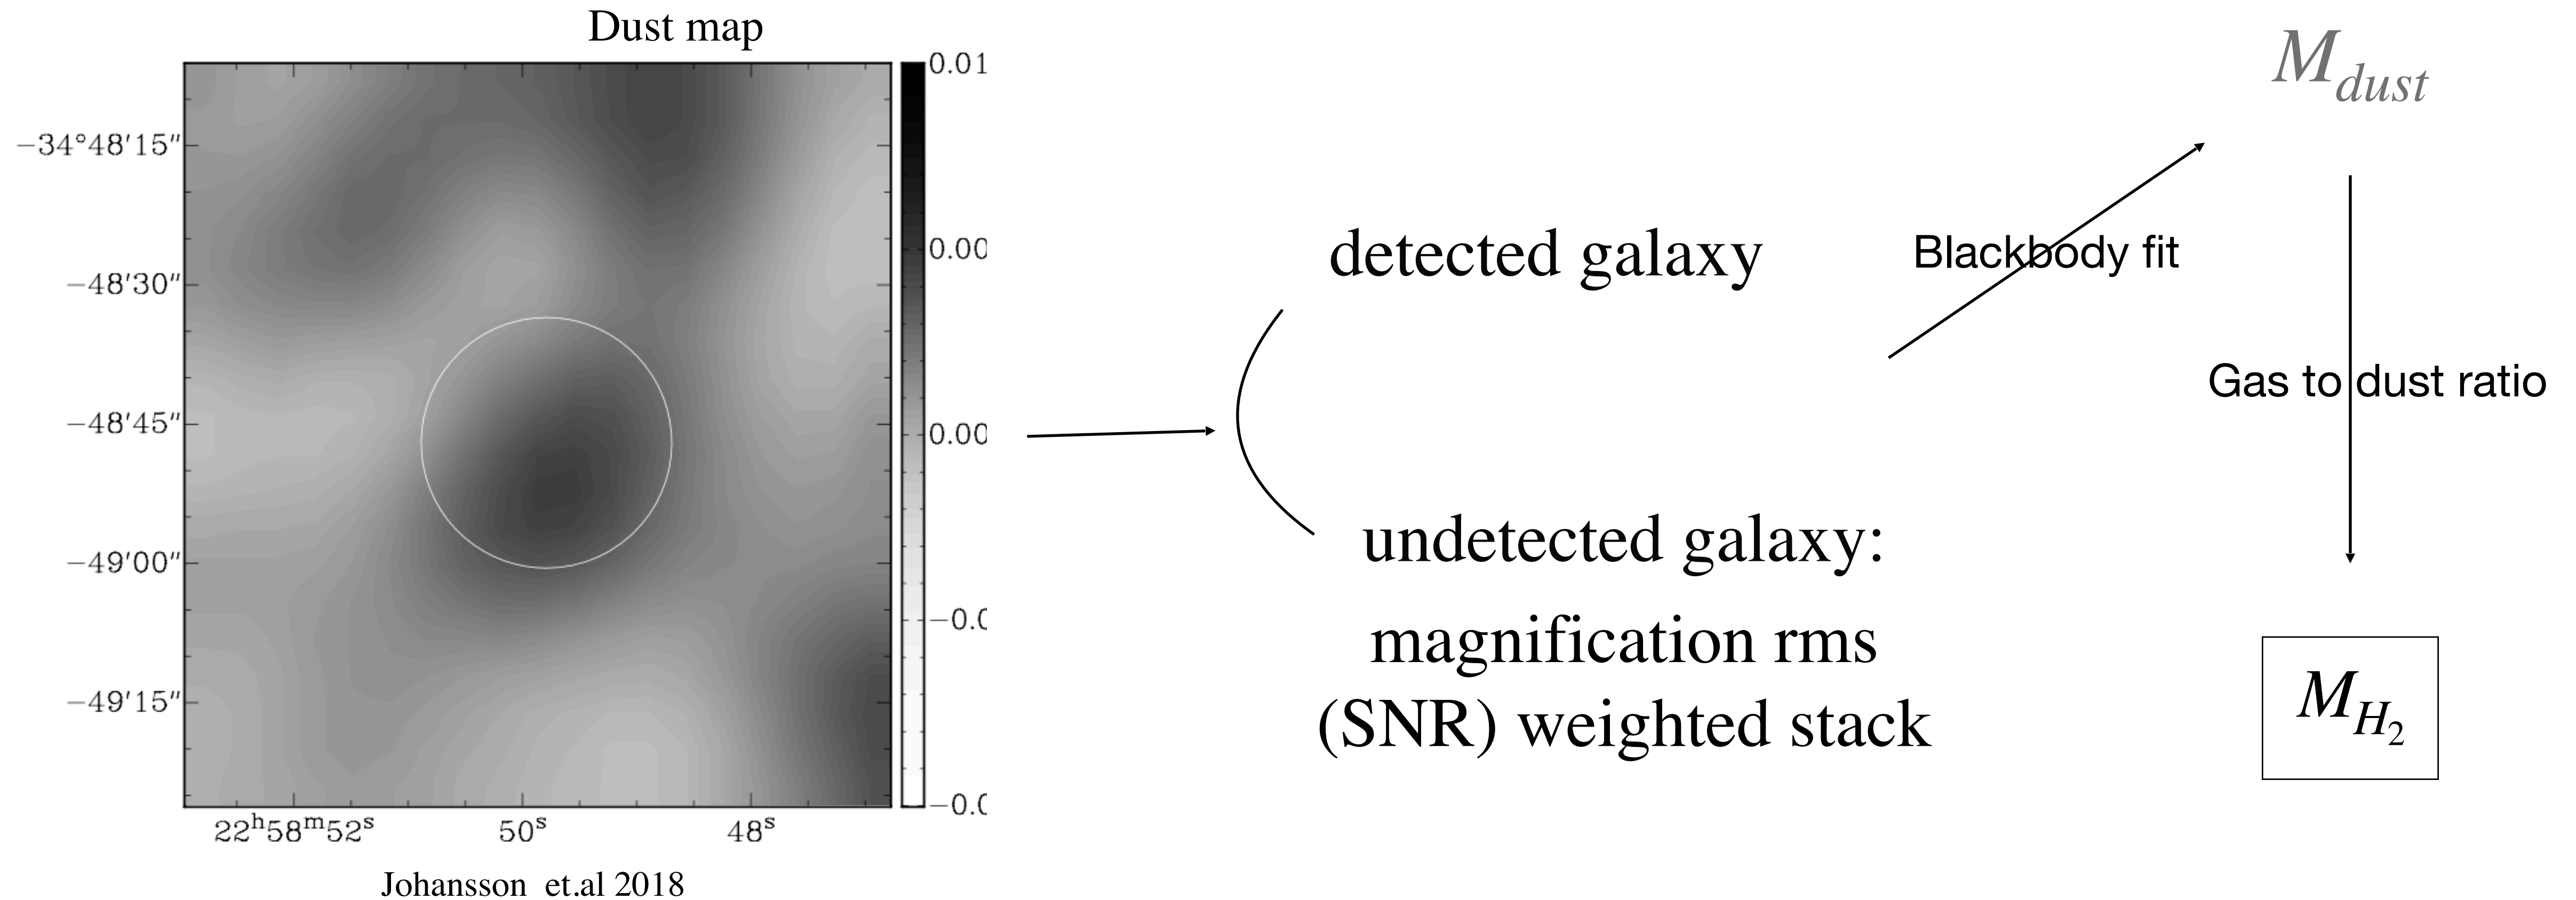 Dust map
0.01
−34°48′15″
0.00
−48′30″
−48′45″
0.00
−49′00″
−0.0
−49′15″
−0.0
22ʰ58ᵐ52ˢ 50ˢ 48ˢ
Johansson et.al 2018
detected galaxy
undetected galaxy:
magnification rms
(SNR) weighted stack
Blackbody fit
M_dust
Gas to dust ratio
M_H₂